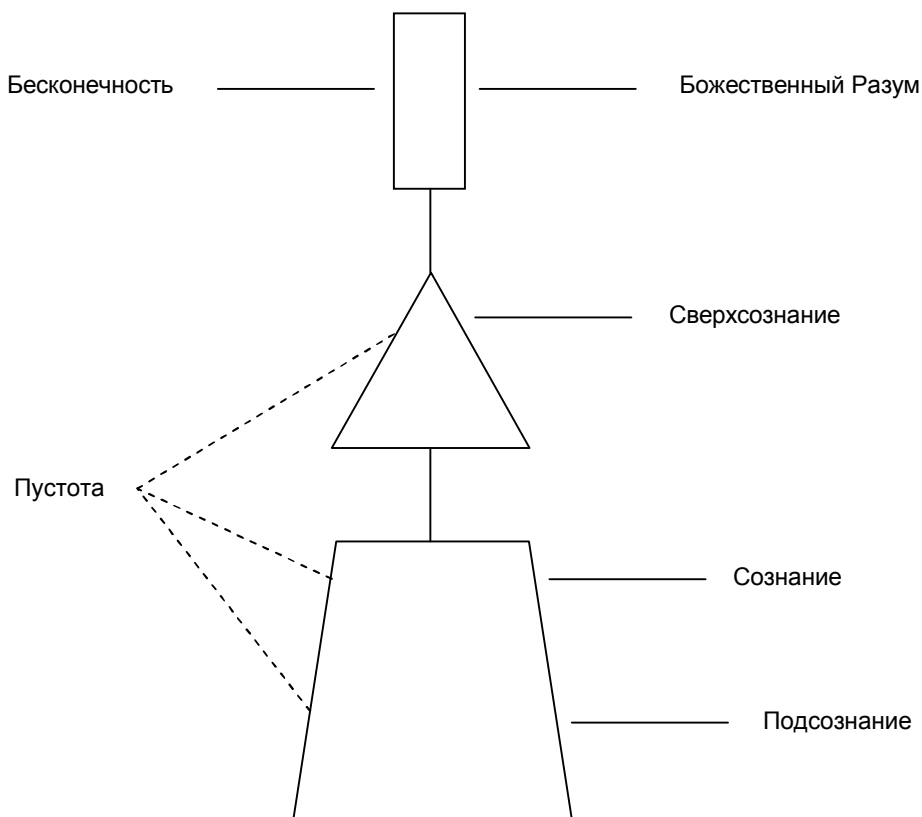 Бесконечность
Божественный Разум
Сверхсознание
Пустота
Сознание
Подсознание